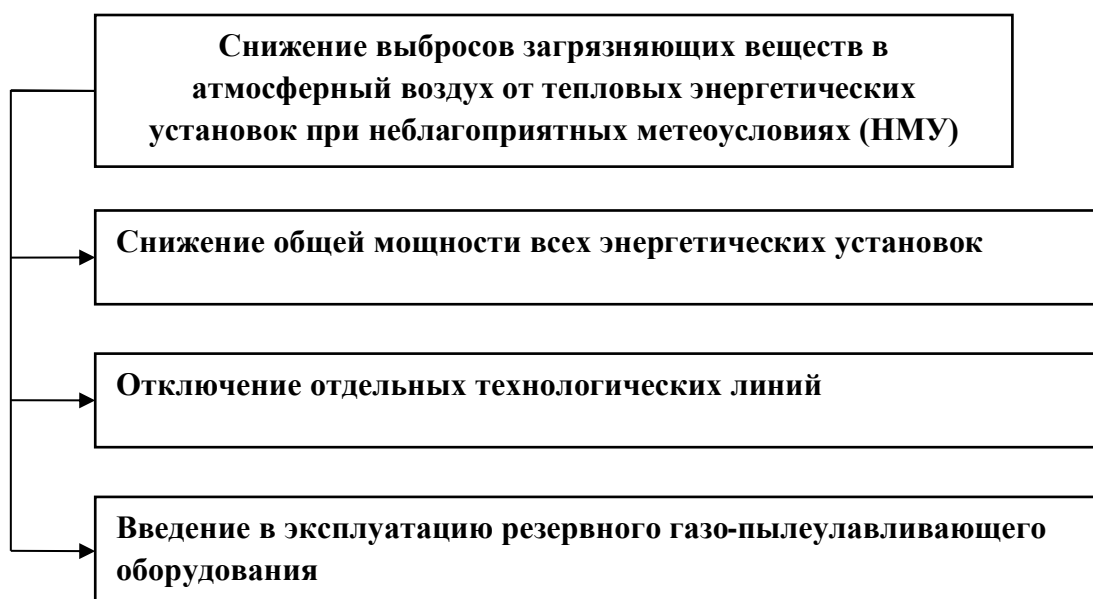 Снижение выбросов загрязняющих веществ в
атмосферный воздух от тепловых энергетических
установок при неблагоприятных метеоусловиях (НМУ)
Снижение общей мощности всех энергетических установок
Отключение отдельных технологических линий
Введение в эксплуатацию резервного газо-пылеулавливающего
оборудования